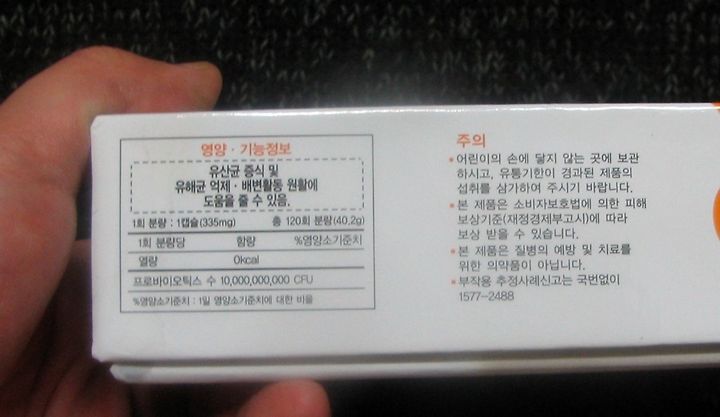 영양 · 기능정보
유산균 증식 및
유해균 억제 · 배변활동 원활에
도움을 줄 수 있음.
1회 분량 : 1캡슐(335mg) 총 120회 분량(40.2g)
1회 분량당 함량 %영양소기준치
열량 0kcal
프로바이오틱스 수 10,000,000,000 CFU
%영양소기준치 : 1일 영양소기준치에 대한 비율
주의
•어린이의 손에 닿지 않는 곳에 보관
하시고, 유통기한이 경과된 제품의
섭취를 삼가하여 주시기 바랍니다.
•본 제품은 소비자보호법에 의한 피해
보상기준(재정경제부고시)에 따라
보상 받을 수 있습니다.
•본 제품은 질병의 예방 및 치료를
위한 의약품이 아닙니다.
•부작용 추정사례신고는 국번없이
1577-2488